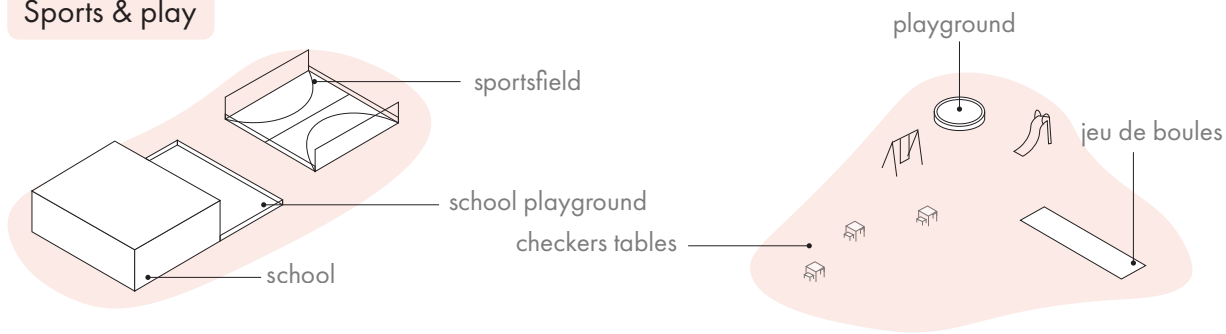 Sports & play
playground
sportsfield
jeu de boules
school playground
checkers tables
school